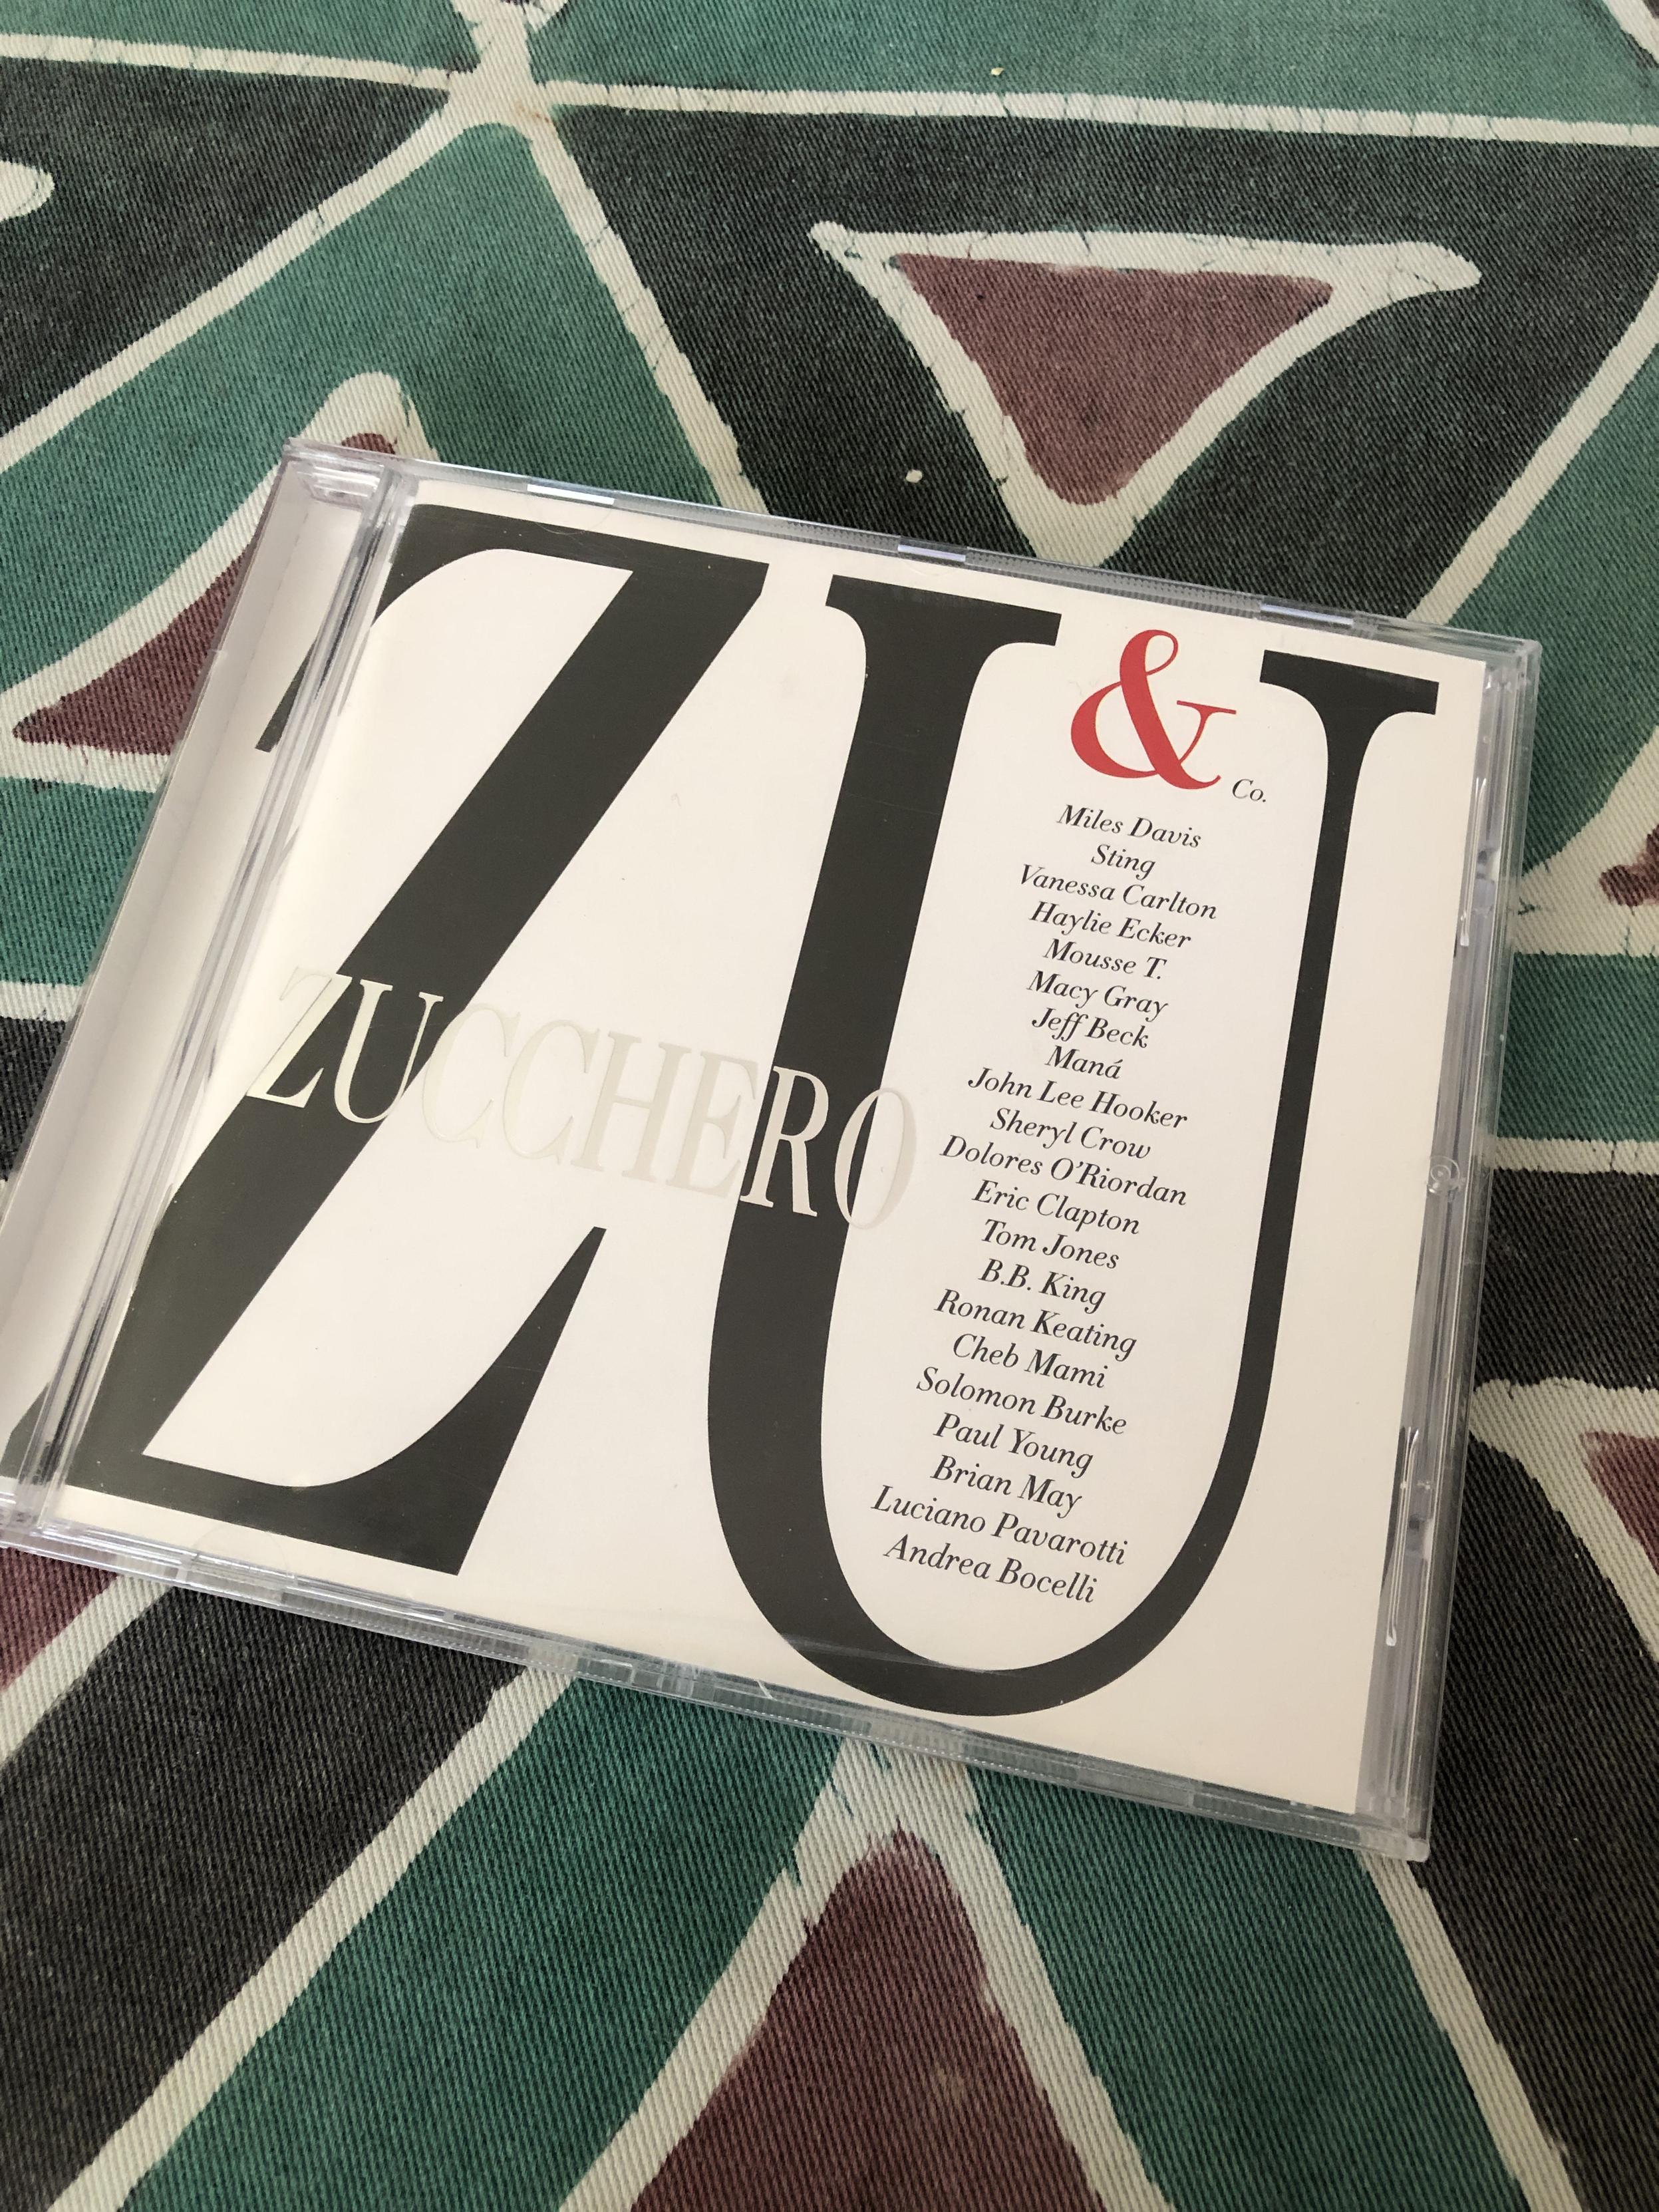 ZU
& Co.
ZUCCHERO
Miles Davis
Sting
Vanessa Carlton
Haylie Ecker
Mousse T.
Macy Gray
Jeff Beck
Maná
John Lee Hooker
Sheryl Crow
Dolores O'Riordan
Eric Clapton
Tom Jones
B.B. King
Ronan Keating
Cheb Mami
Solomon Burke
Paul Young
Brian May
Luciano Pavarotti
Andrea Bocelli